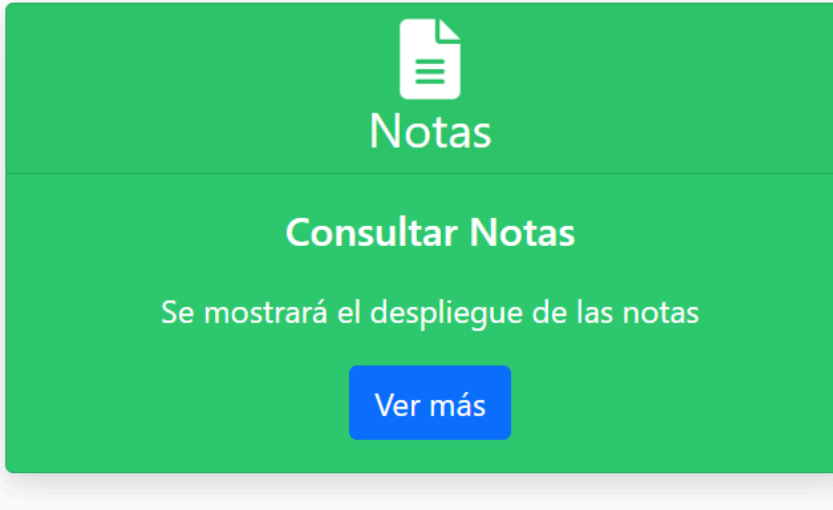 Notas
Consultar Notas
Se mostrará el despliegue de las notas
Ver más